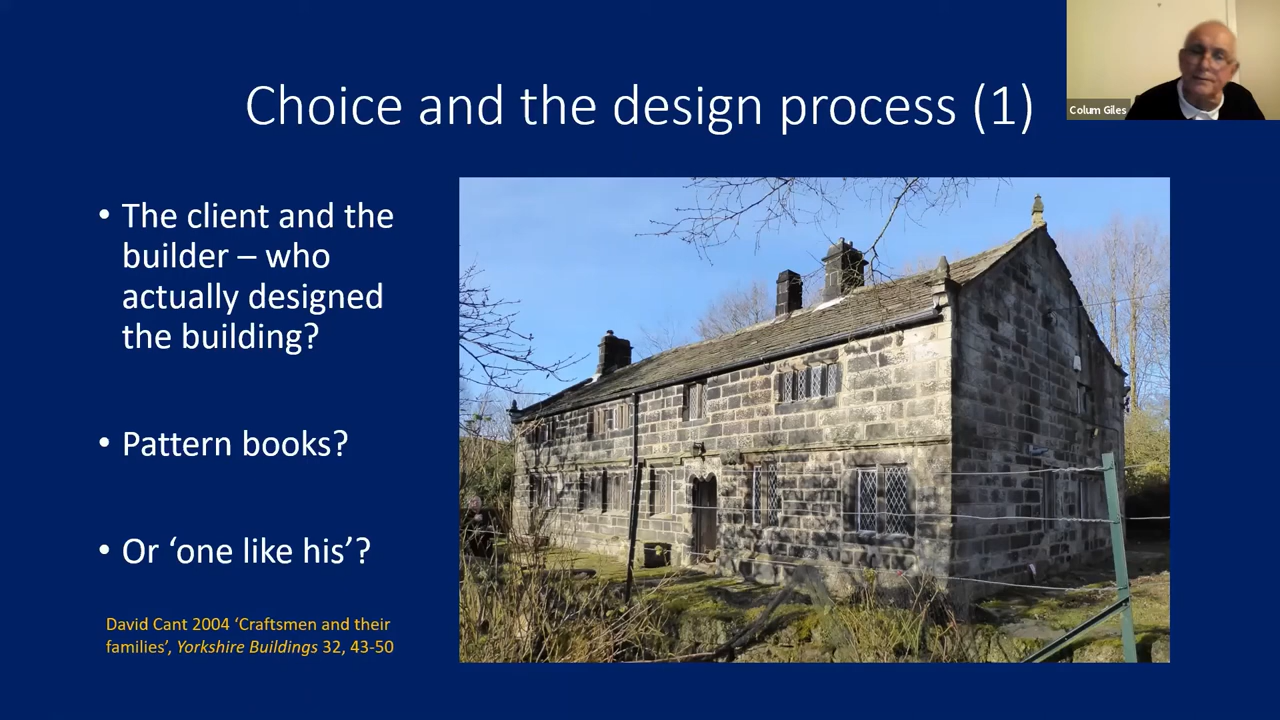 Choice and the design process (1)
Colum Giles
• The client and the
builder – who
actually designed
the building?
• Pattern books?
• Or ‘one like his’?
David Cant 2004 ‘Craftsmen and their
families’, Yorkshire Buildings 32, 43-50